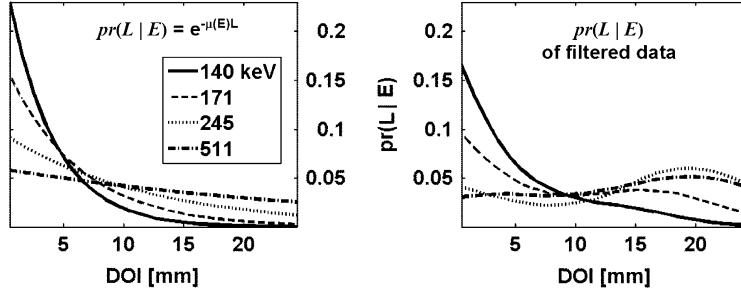 pr(L | E) = e-μ(E)L
140 keV
171
245
511
0.2
0.15
0.1
0.05
5 10 15 20
DOI [mm]
pr(L | E)
of filtered data
pr(L | E)
0.2
0.15
0.1
0.05
5 10 15 20
DOI [mm]